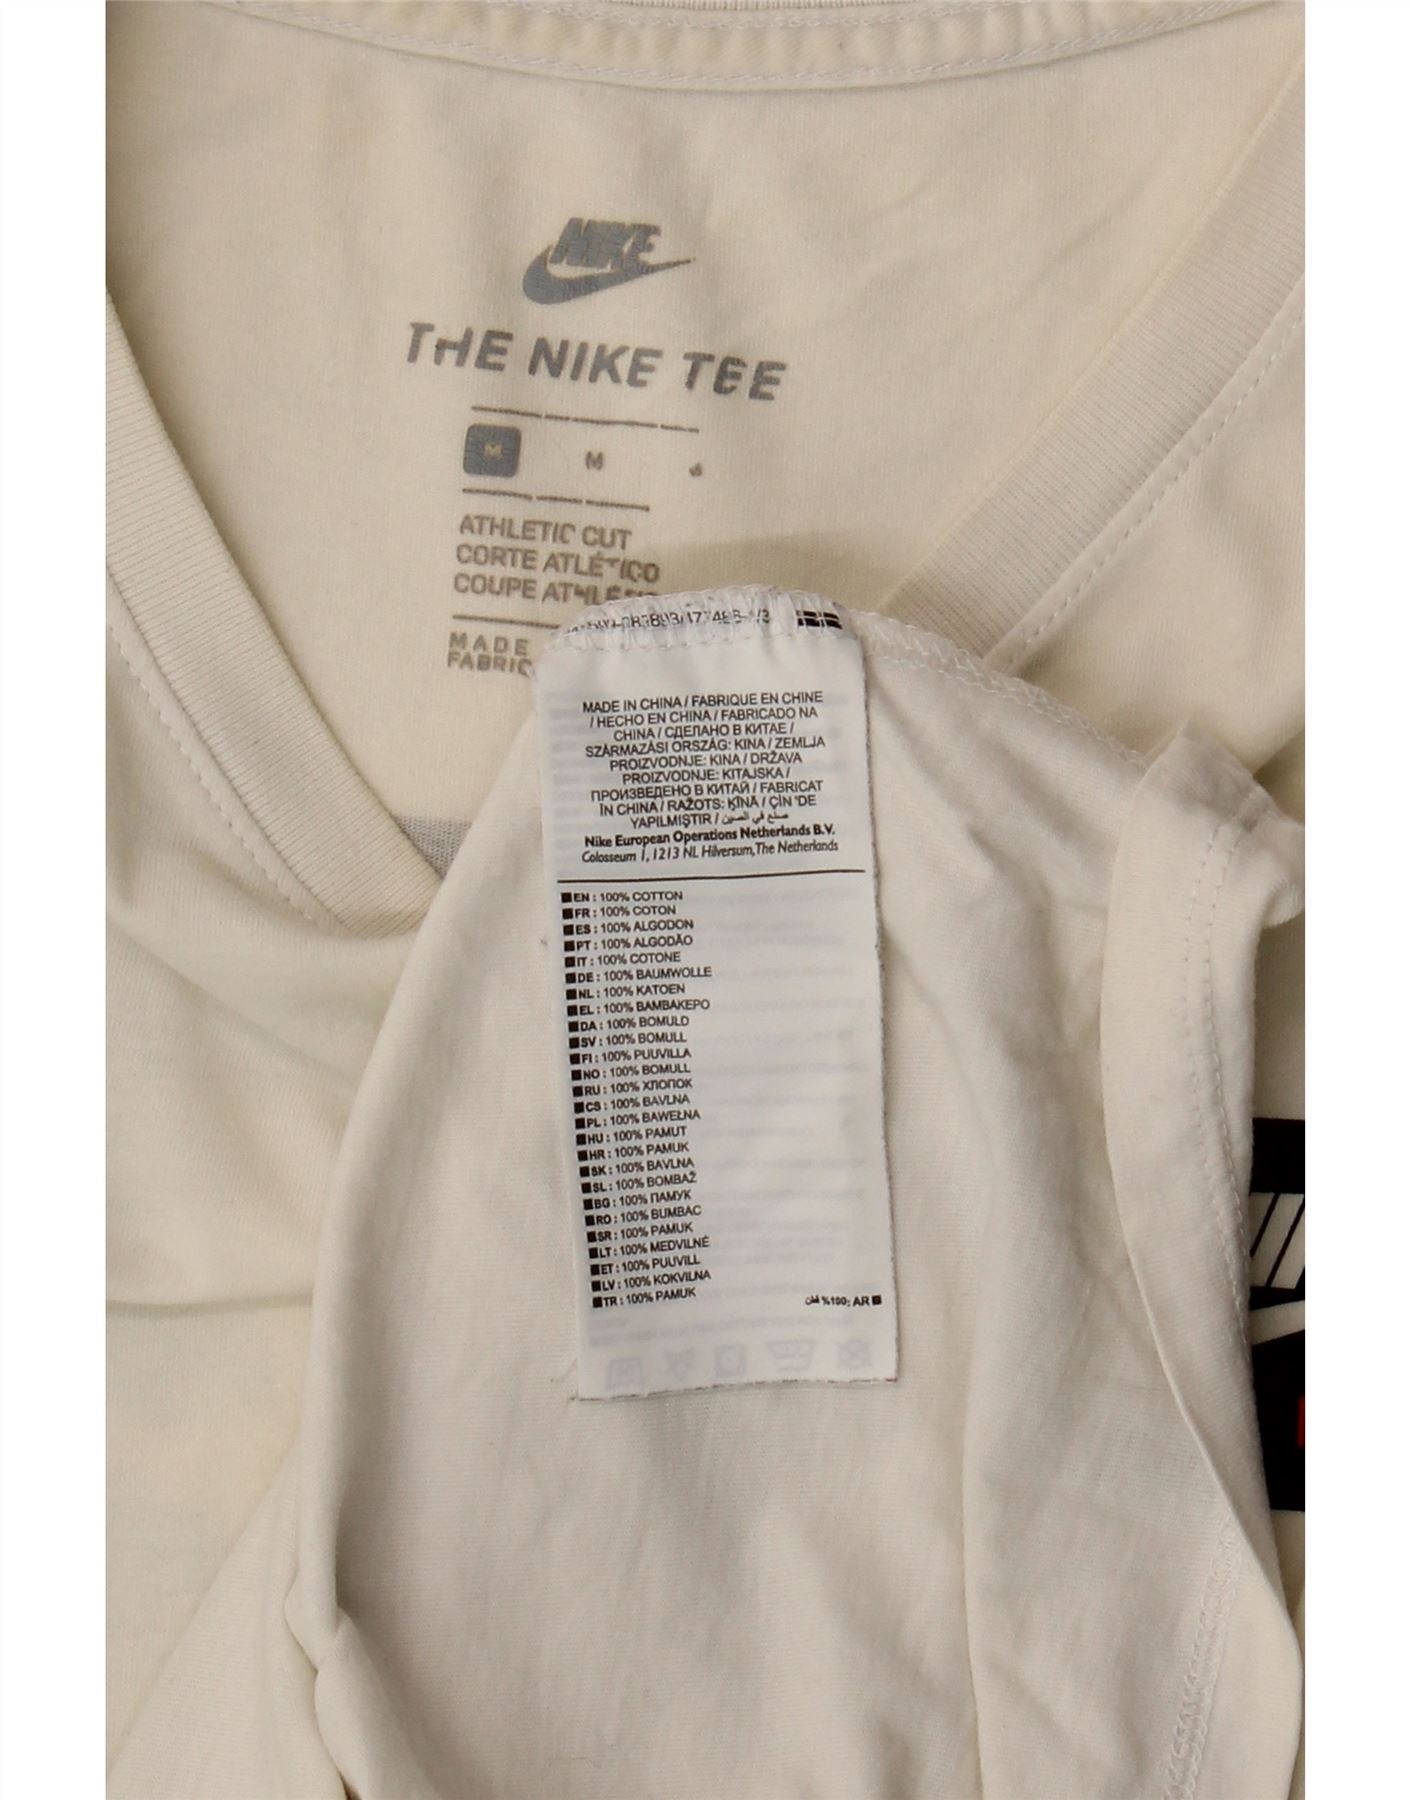 NIKE
THE NIKE TEE
M M
ATHLETIC CUT
CORTE ATLÉTICO
COUPE
MADE
FABRIC
MADE IN CHINA / FABRIQUE EN CHINE
/ HECHO EN CHINA / FABRICADO NA
CHINA / СДЕЛАНО В КИТАЕ /
SZÁRMAZÁSI ORSZÁG: KINA / ZEMLJA
PROIZVODNJE: KINA / DRŽAVA
PROIZVODNJE: KITAJSKA /
ПРОИЗВЕДЕНО В КИТАЙ / FABRICAT
ÎN CHINA / RAŽOTS: ĶĪNĀ / ÇİN 'DE
YAPILMIŞTIR / صنع في الصين
Nike European Operations Netherlands B.V.
Colosseum 1, 1213 NL Hilversum, The Netherlands
EN : 100% COTTON
FR : 100% COTON
ES : 100% ALGODON
PT : 100% ALGODÃO
IT : 100% COTONE
DE : 100% BAUMWOLLE
NL : 100% KATOEN
EL : 100% ΒΑΜΒΑΚΕΡΟ
DA : 100% BOMULD
SV : 100% BOMULL
FI : 100% PUUVILLA
NO : 100% BOMULL
RU : 100% ХЛОПОК
CS : 100% BAVLNA
PL : 100% BAWEŁNA
HU : 100% PAMUT
HR : 100% PAMUK
SK : 100% BAVLNA
SL : 100% BOMBAŽ
BG : 100% ПАМУК
RO : 100% BUMBAC
SR : 100% PAMUK
LT : 100% MEDVILNĖ
ET : 100% PUUVILL
LV : 100% KOKVILNA
TR : 100% PAMUK
قطن %100: AR